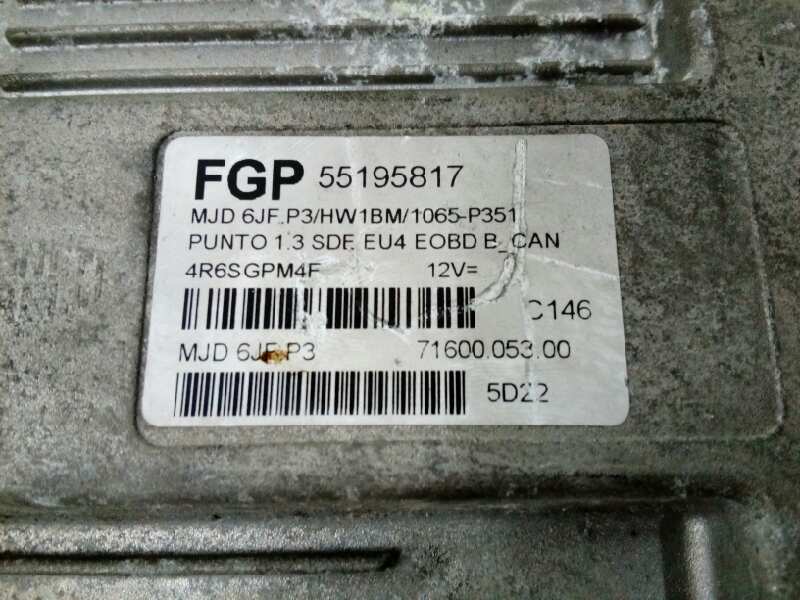 FGP 55195817
MJD 6JF.P3/HW1BM/1065-P351
PUNTO 1.3 SDE EU4 EOBD B_CAN
4R6SGPM4F 12V=
C146
MJD 6JF.P3 71600.053.00
5D22